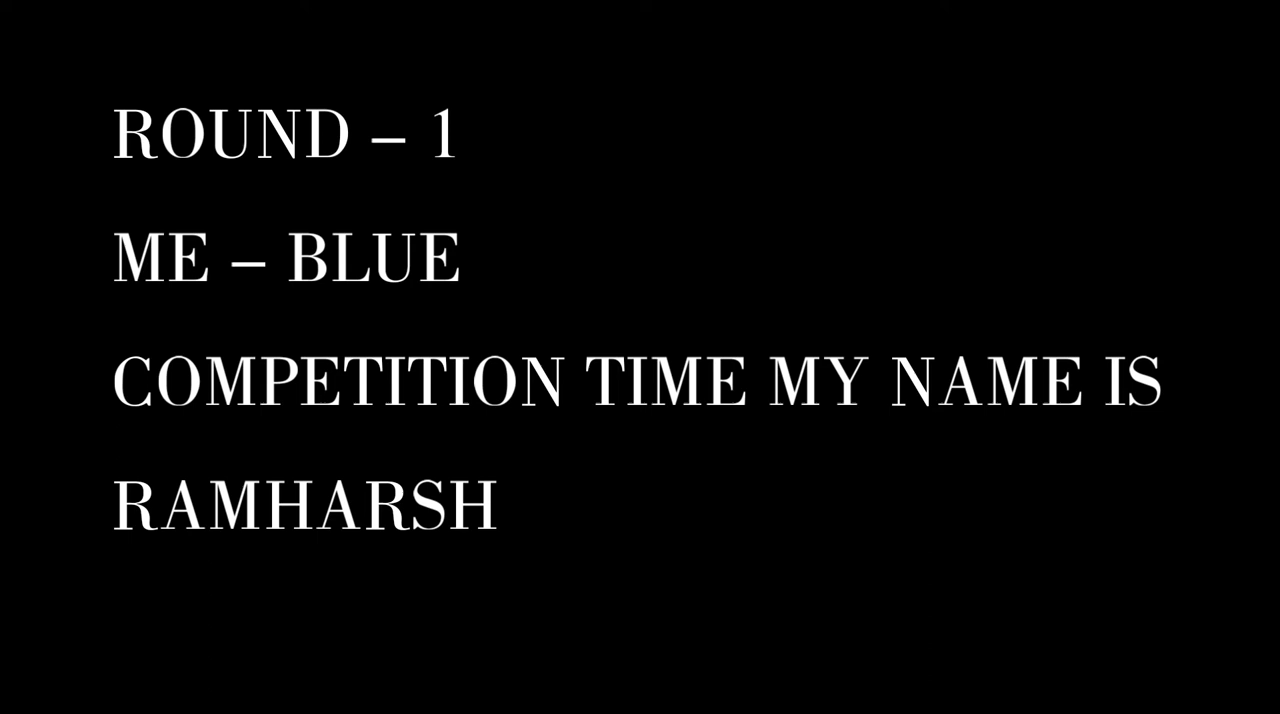 ROUND – 1
ME – BLUE
COMPETITION TIME MY NAME IS
RAMHARSH